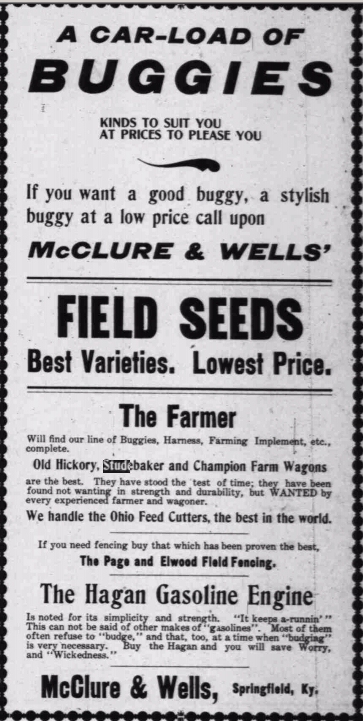 A CAR-LOAD OF
BUGGIES
KINDS TO SUIT YOU
AT PRICES TO PLEASE YOU
If you want a good buggy, a stylish
buggy at a low price call upon
McCLURE & WELLS'
FIELD SEEDS
Best Varieties. Lowest Price.
The Farmer
Will find our line of Buggies, Harness, Farming Implement, etc.,
complete.
Old Hickory, Studebaker and Champion Farm Wagons
are the best. They have stood the test of time; they have been
found not wanting in strength and durability, but WANTED by
every experienced farmer and wagoner.
We handle the Ohio Feed Cutters, the best in the world.
If you need fencing buy that which has been proven the best,
The Page and Elwood Field Fencing.
The Hagan Gasoline Engine
Is noted for its simplicity and strength. "It keeps a-runnin'"
This can not be said of other makes of "gasolines". Most of them
often refuse to "budge," and that, too, at a time when "budging"
is very necessary. Buy the Hagan and you will save Worry,
and "Wickedness."
McClure & Wells, Springfield, Ky.